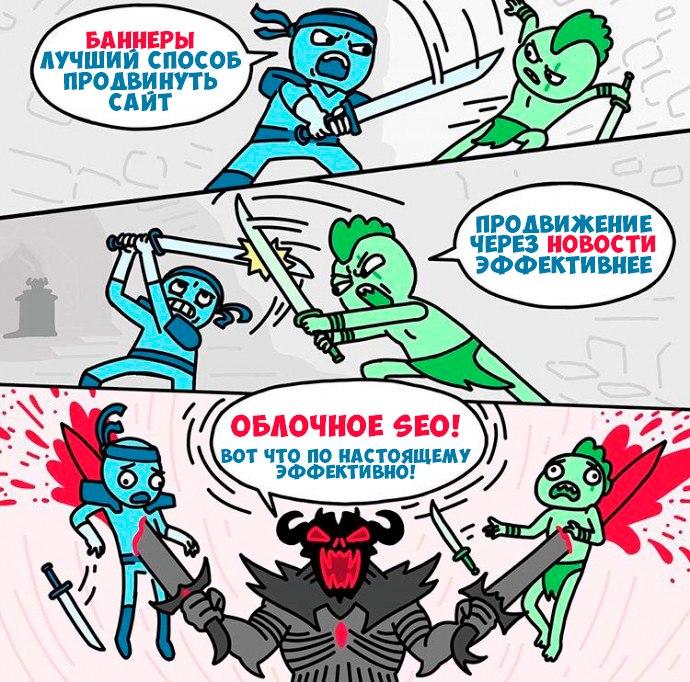 БАННЕРЫ
ЛУЧШИЙ СПОСОБ
ПРОДВИНУТЬ
САЙТ
ПРОДВИЖЕНИЕ
ЧЕРЕЗ НОВОСТИ
ЭФФЕКТИВНЕЕ
ОБЛОЧНОЕ SEO!
ВОТ ЧТО ПО НАСТОЯЩЕМУ
ЭФФЕКТИВНО!